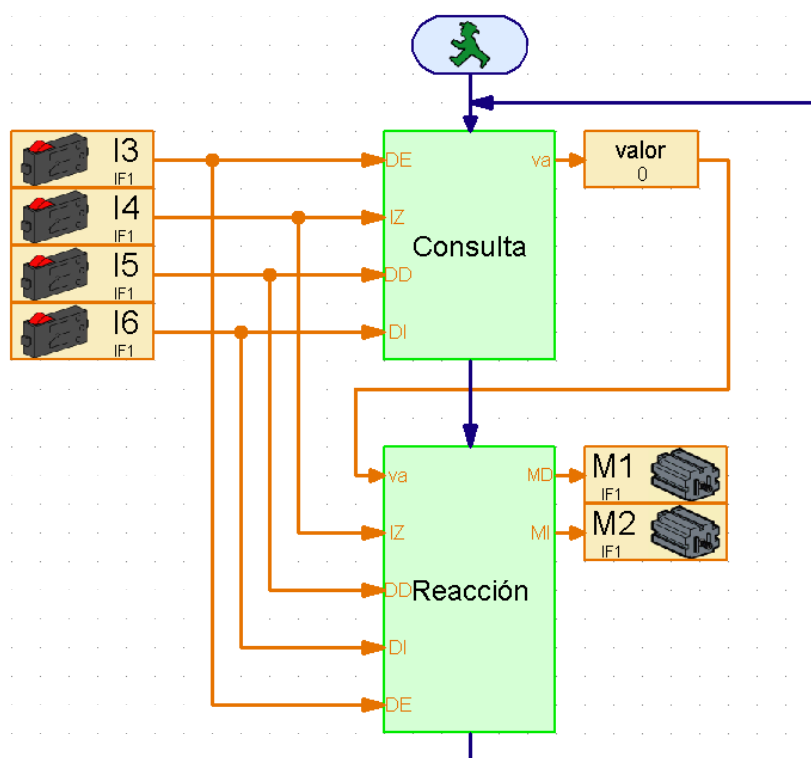 I3
IF1
I4
IF1
I5
IF1
I6
IF1
DE
IZ
Consulta
DD
DI
va
valor
0
va
IZ
DD
Reacción
DI
DE
MD
MI
M1
IF1
M2
IF1